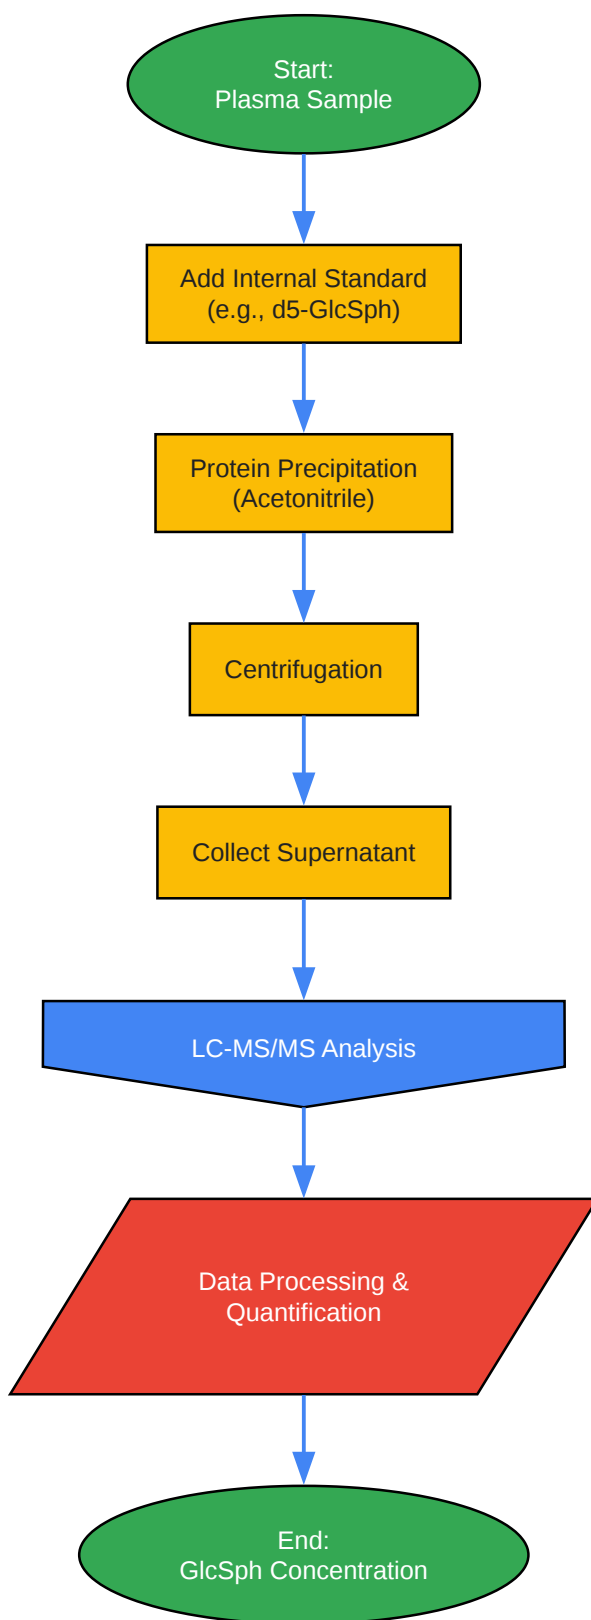 Start:
Plasma Sample
Add Internal Standard
(e.g., d5-GlcSph)
Protein Precipitation
(Acetonitrile)
Centrifugation
Collect Supernatant
LC-MS/MS Analysis
Data Processing &
Quantification
End:
GlcSph Concentration